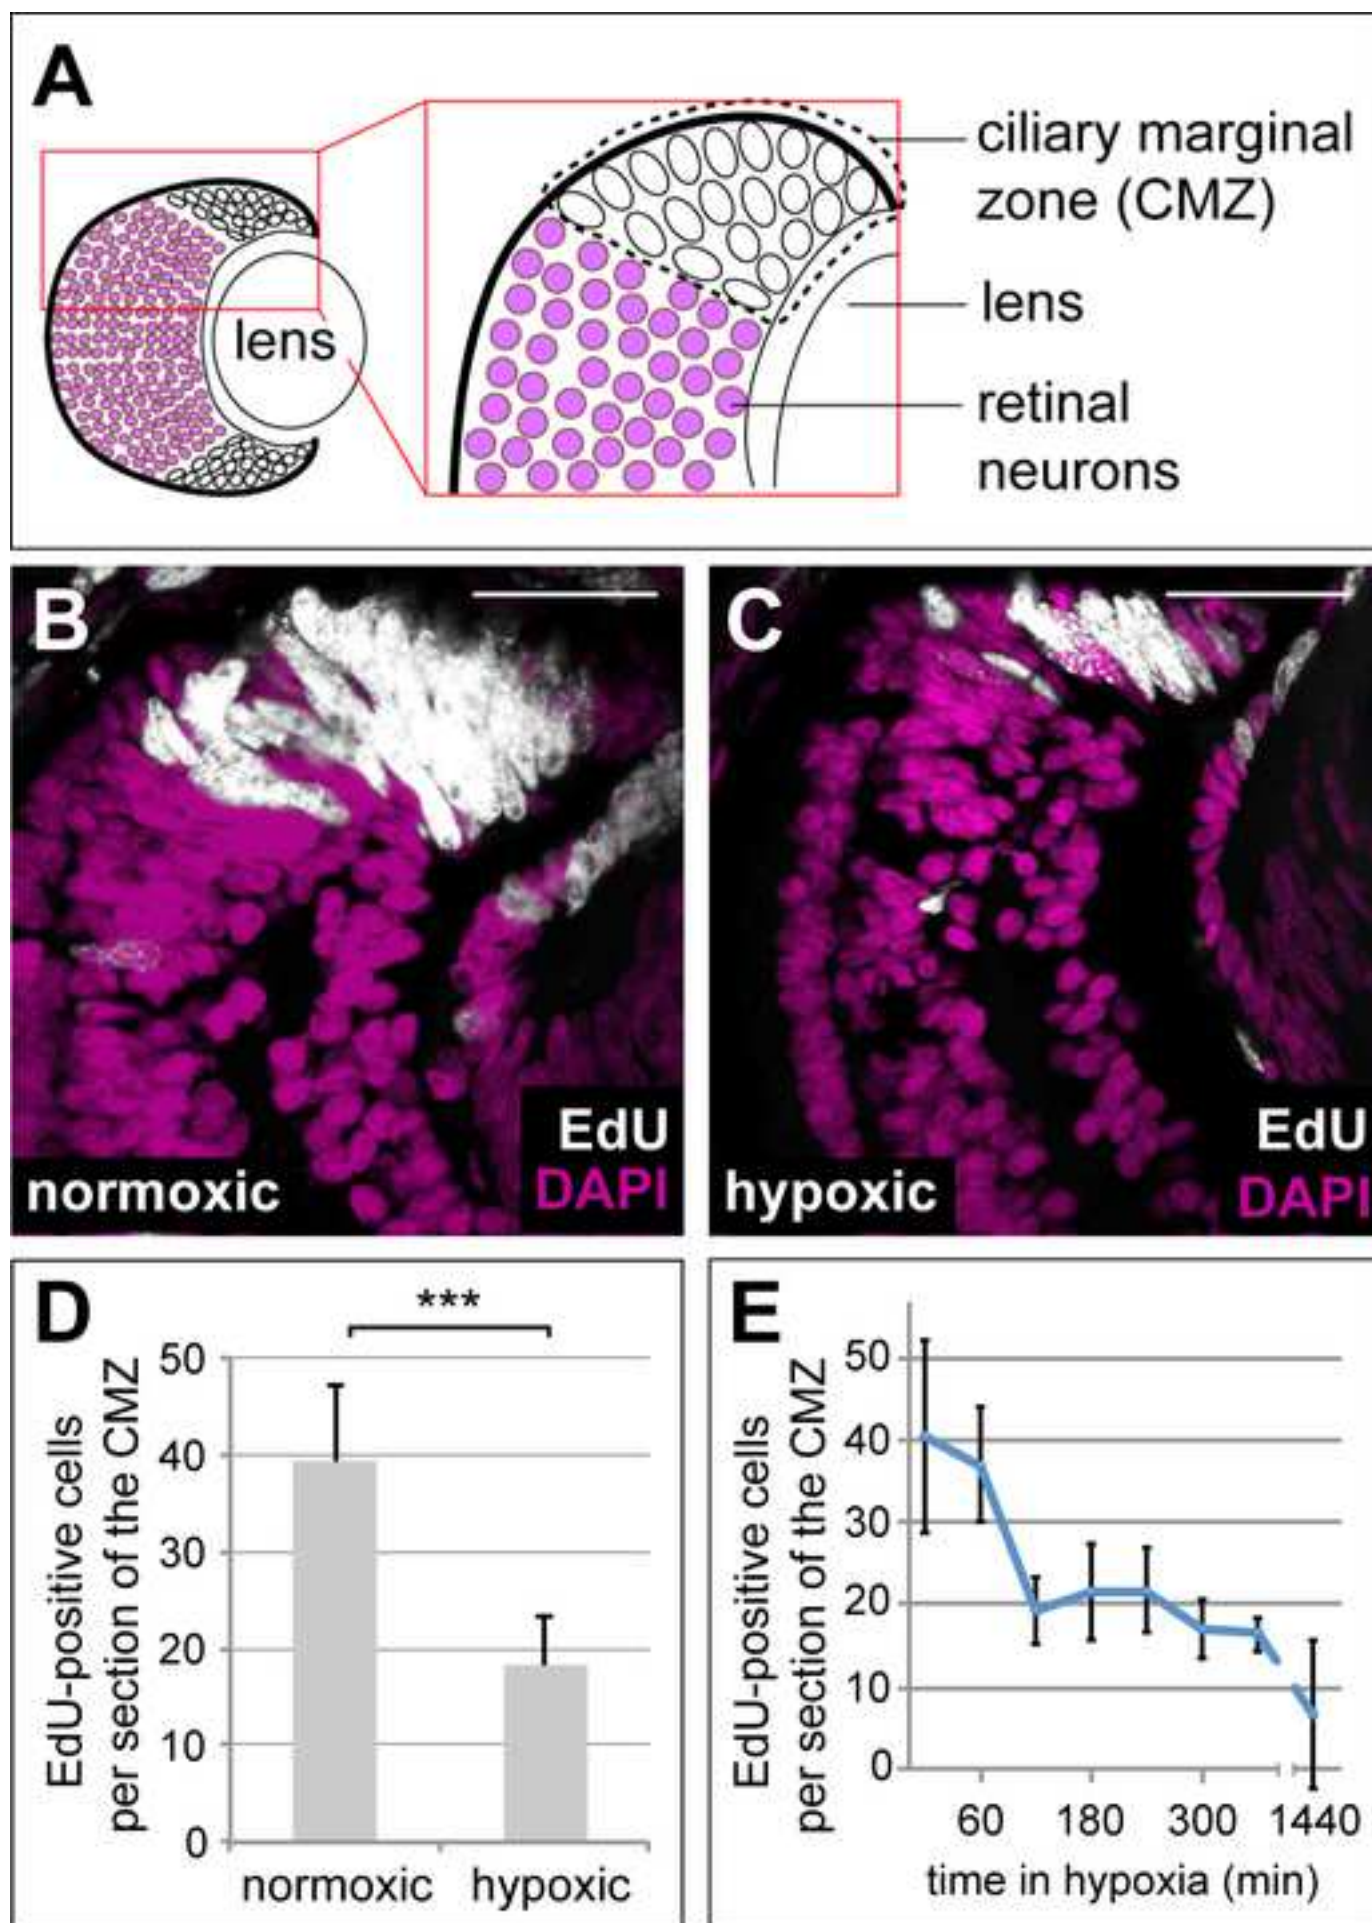 A
ciliary marginal
zone (CMZ)
lens
lens
retinal
neurons
B
EdU
DAPI
normoxic
C
EdU
DAPI
hypoxic
D
***
EdU-positive cells
per section of the CMZ
50
40
30
20
10
0
normoxic
hypoxic
E
EdU-positive cells
per section of the CMZ
50
40
30
20
10
0
60
180
300
1440
time in hypoxia (min)